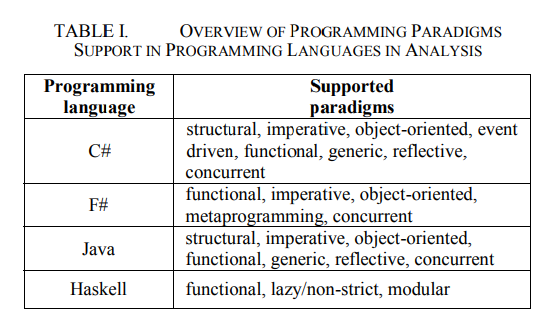 TABLE I. OVERVIEW OF PROGRAMMING PARADIGMS
SUPPORT IN PROGRAMMING LANGUAGES IN ANALYSIS
Programming language
Supported paradigms
C#
structural, imperative, object-oriented, event
driven, functional, generic, reflective,
concurrent
F#
functional, imperative, object-oriented,
metaprogramming, concurrent
Java
structural, imperative, object-oriented,
functional, generic, reflective, concurrent
Haskell
functional, lazy/non-strict, modular